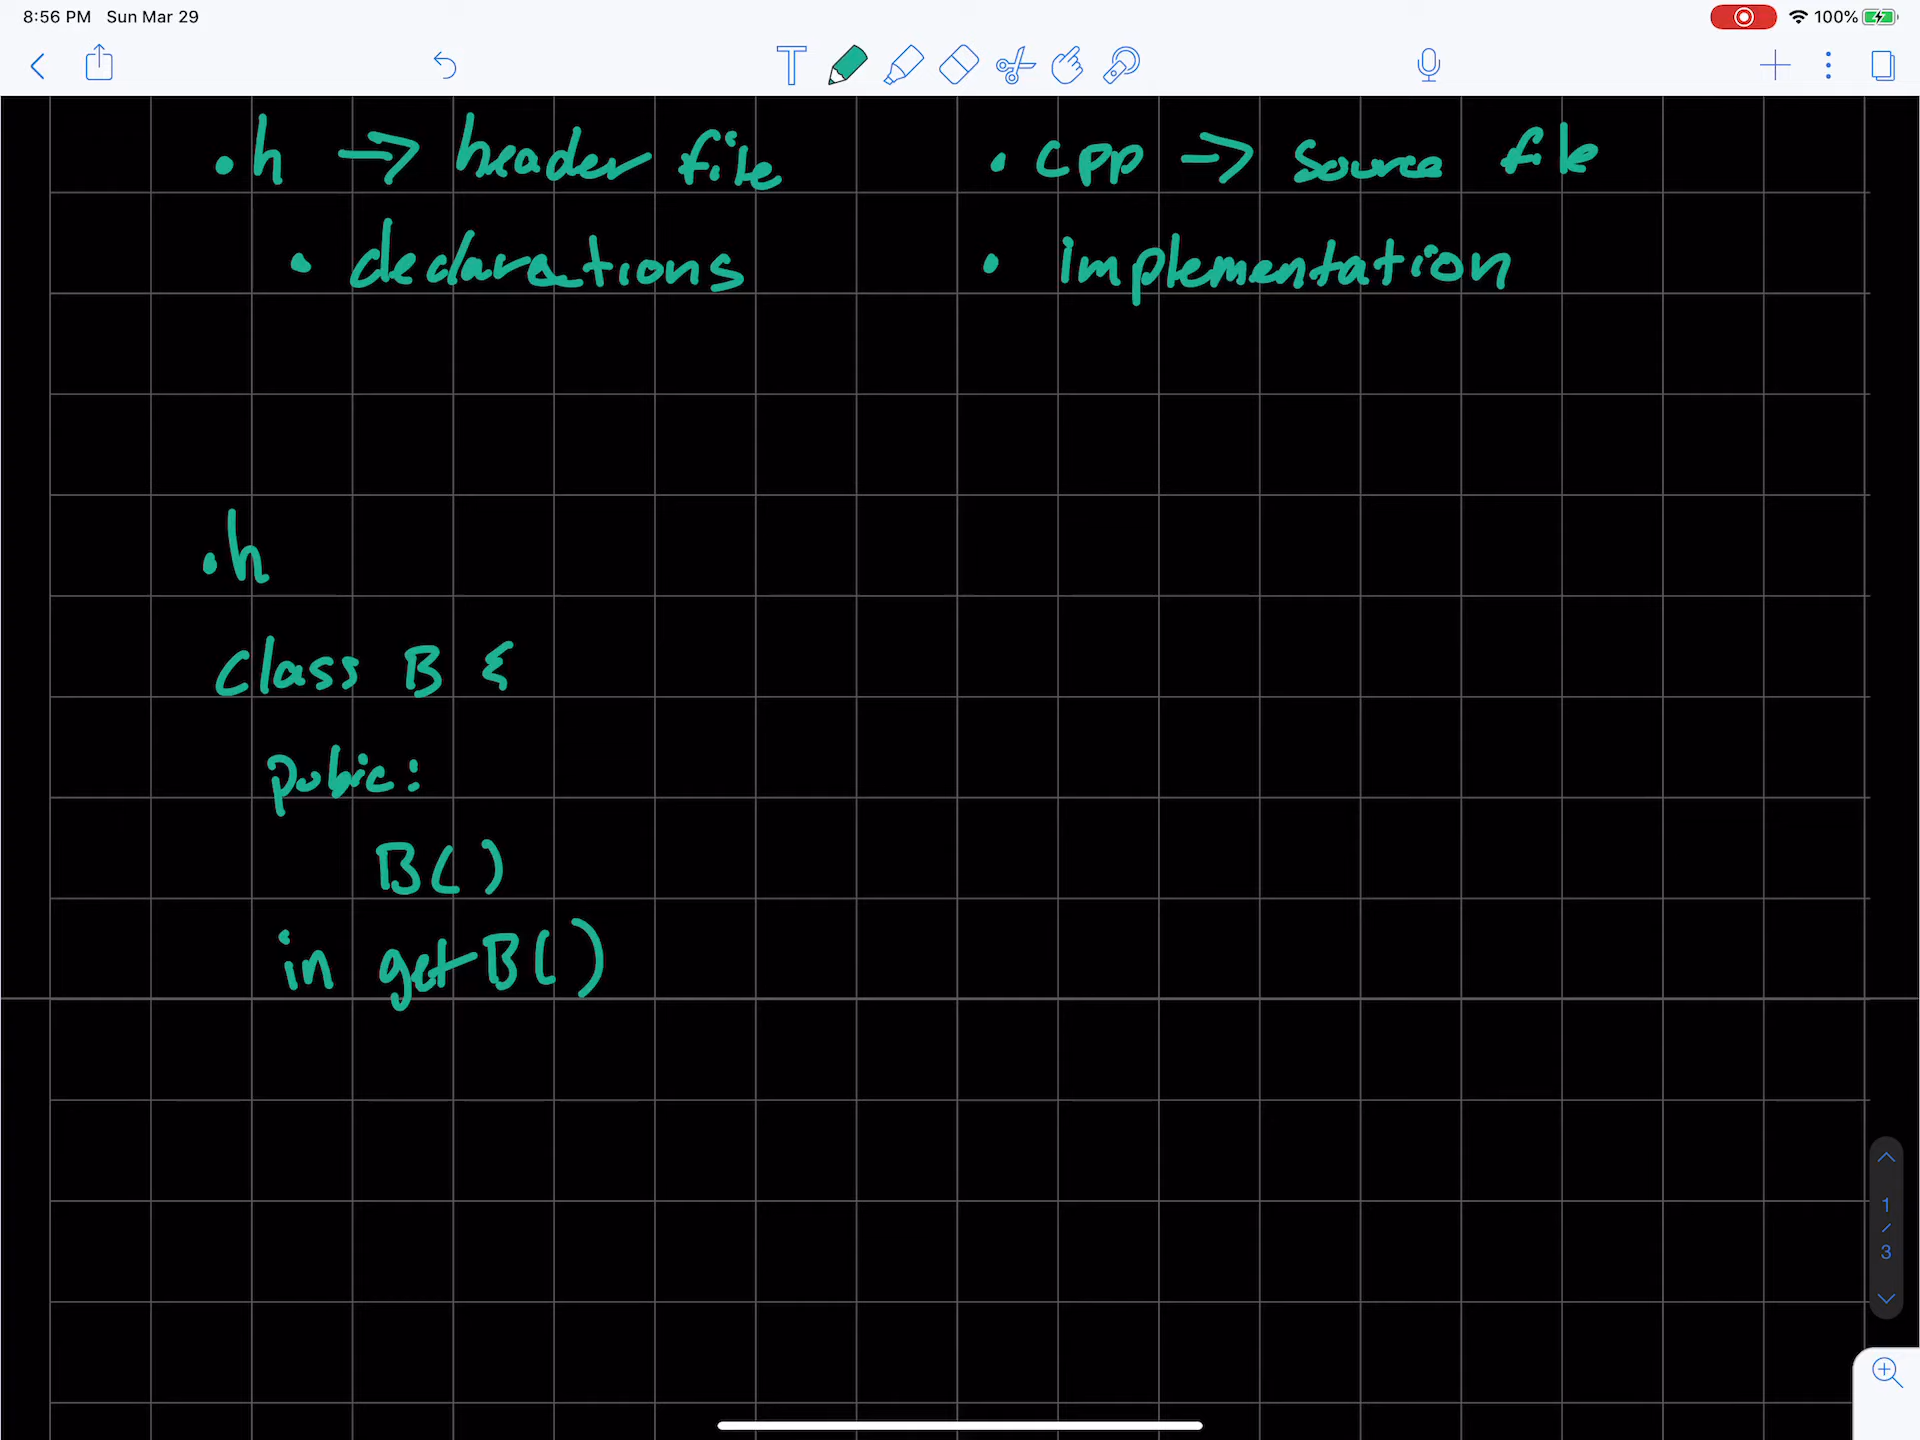 8:56 PM Sun Mar 29
100%
.h → header file
• declarations
.cpp → source file
• implementation
.h
class B {
public:
B()
in getB()
1
/
3